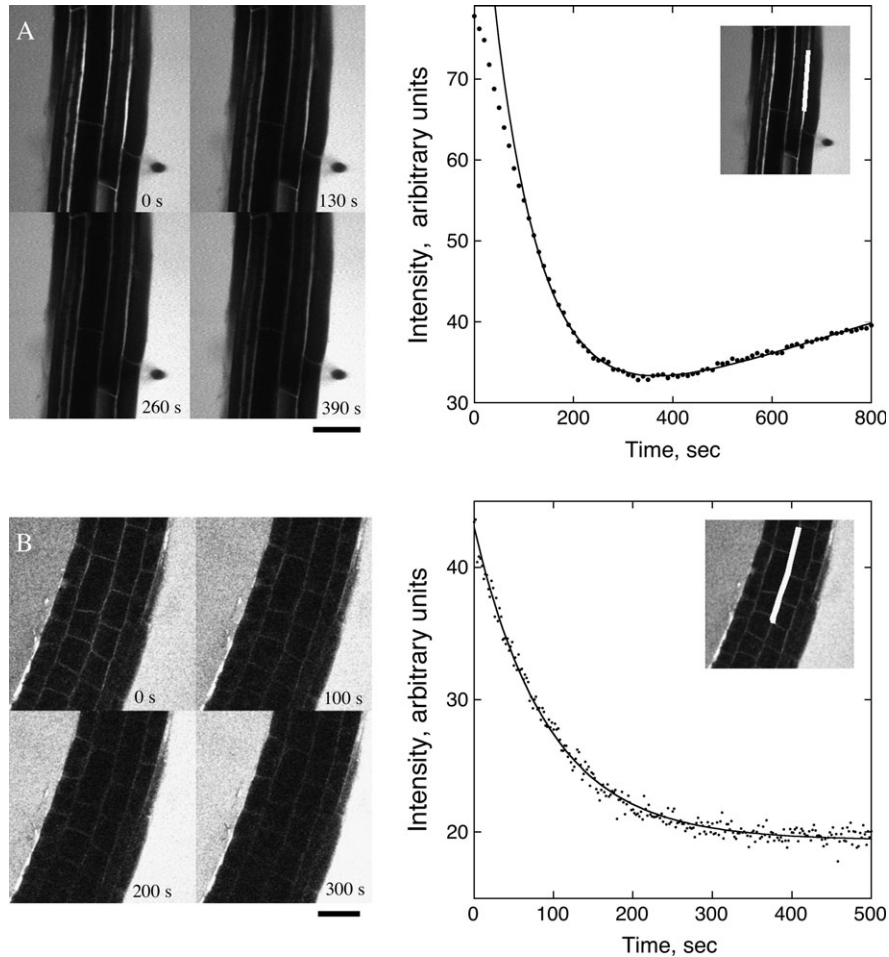 A
0 s
130 s
260 s
390 s
Intensity, aribitrary units
70
60
50
40
30
0
200
400
600
800
Time, sec
B
0 s
100 s
200 s
300 s
Intensity, arbitrary units
40
30
20
0
100
200
300
400
500
Time, sec